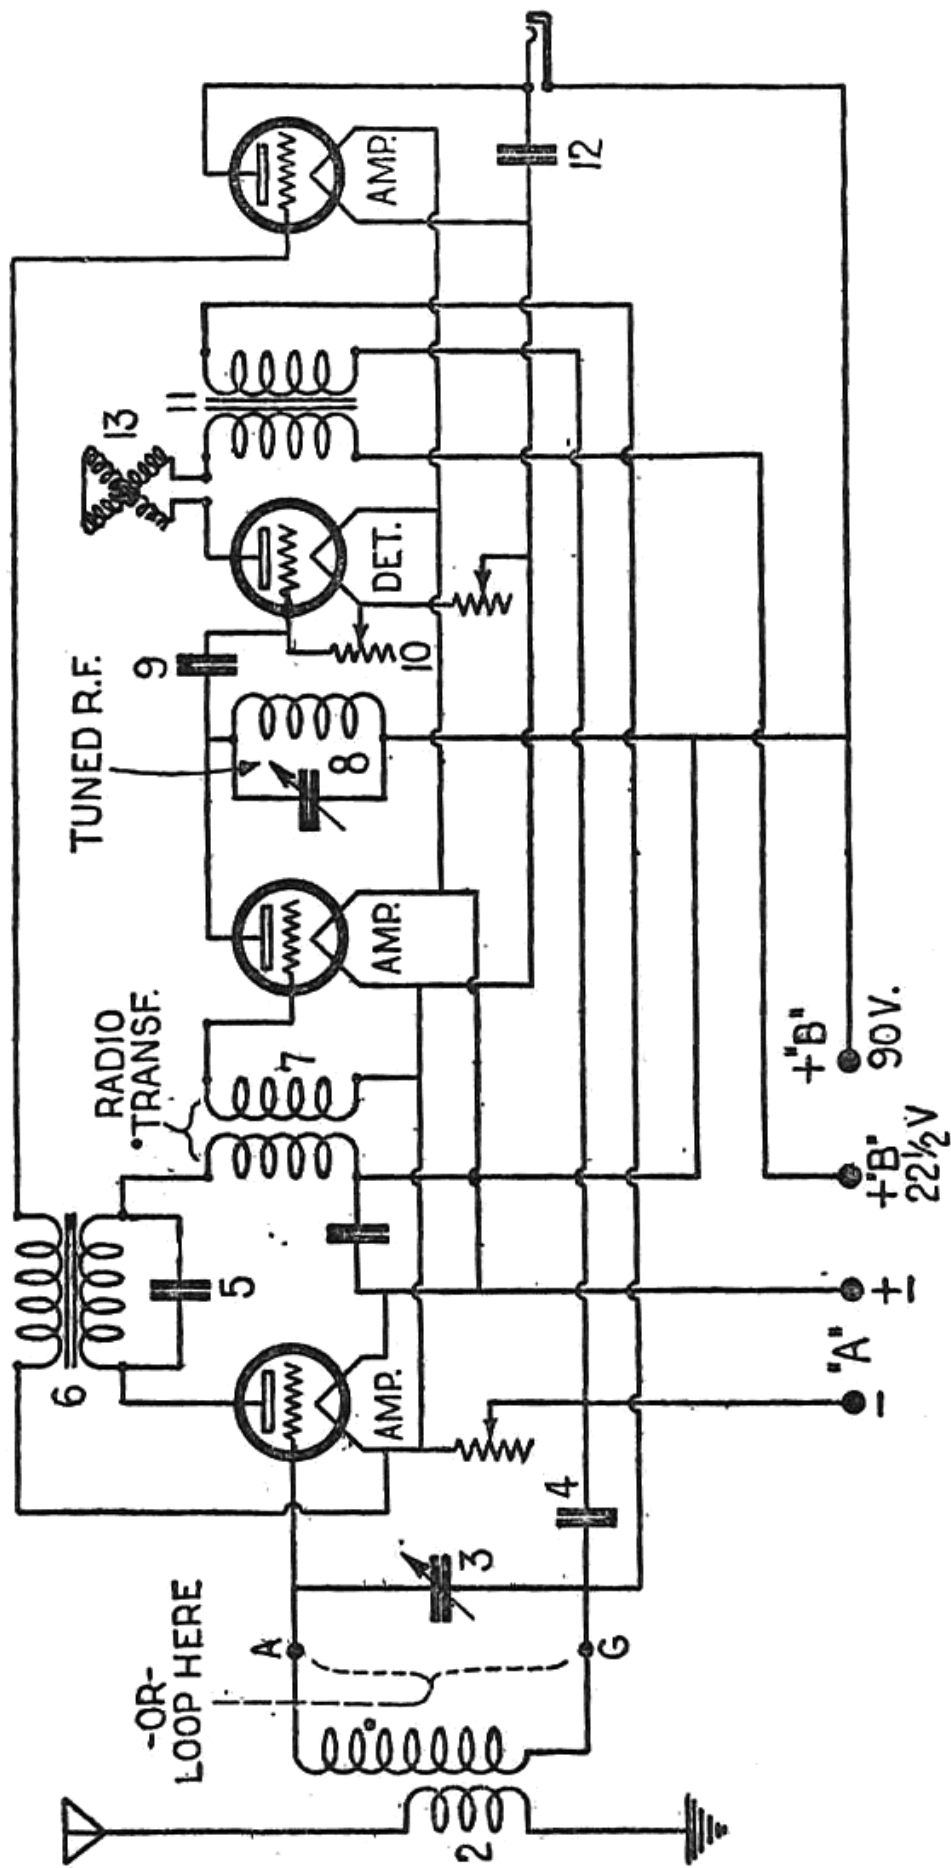 -OR-
LOOP HERE
2
A
G
3
4
6
5
AMP.
RADIO
TRANSF.
7
AMP.
TUNED R.F.
8
9
10
DET.
13
11
AMP.
12
- "A" +-
+"B"
22½ V
+"B"
90V.